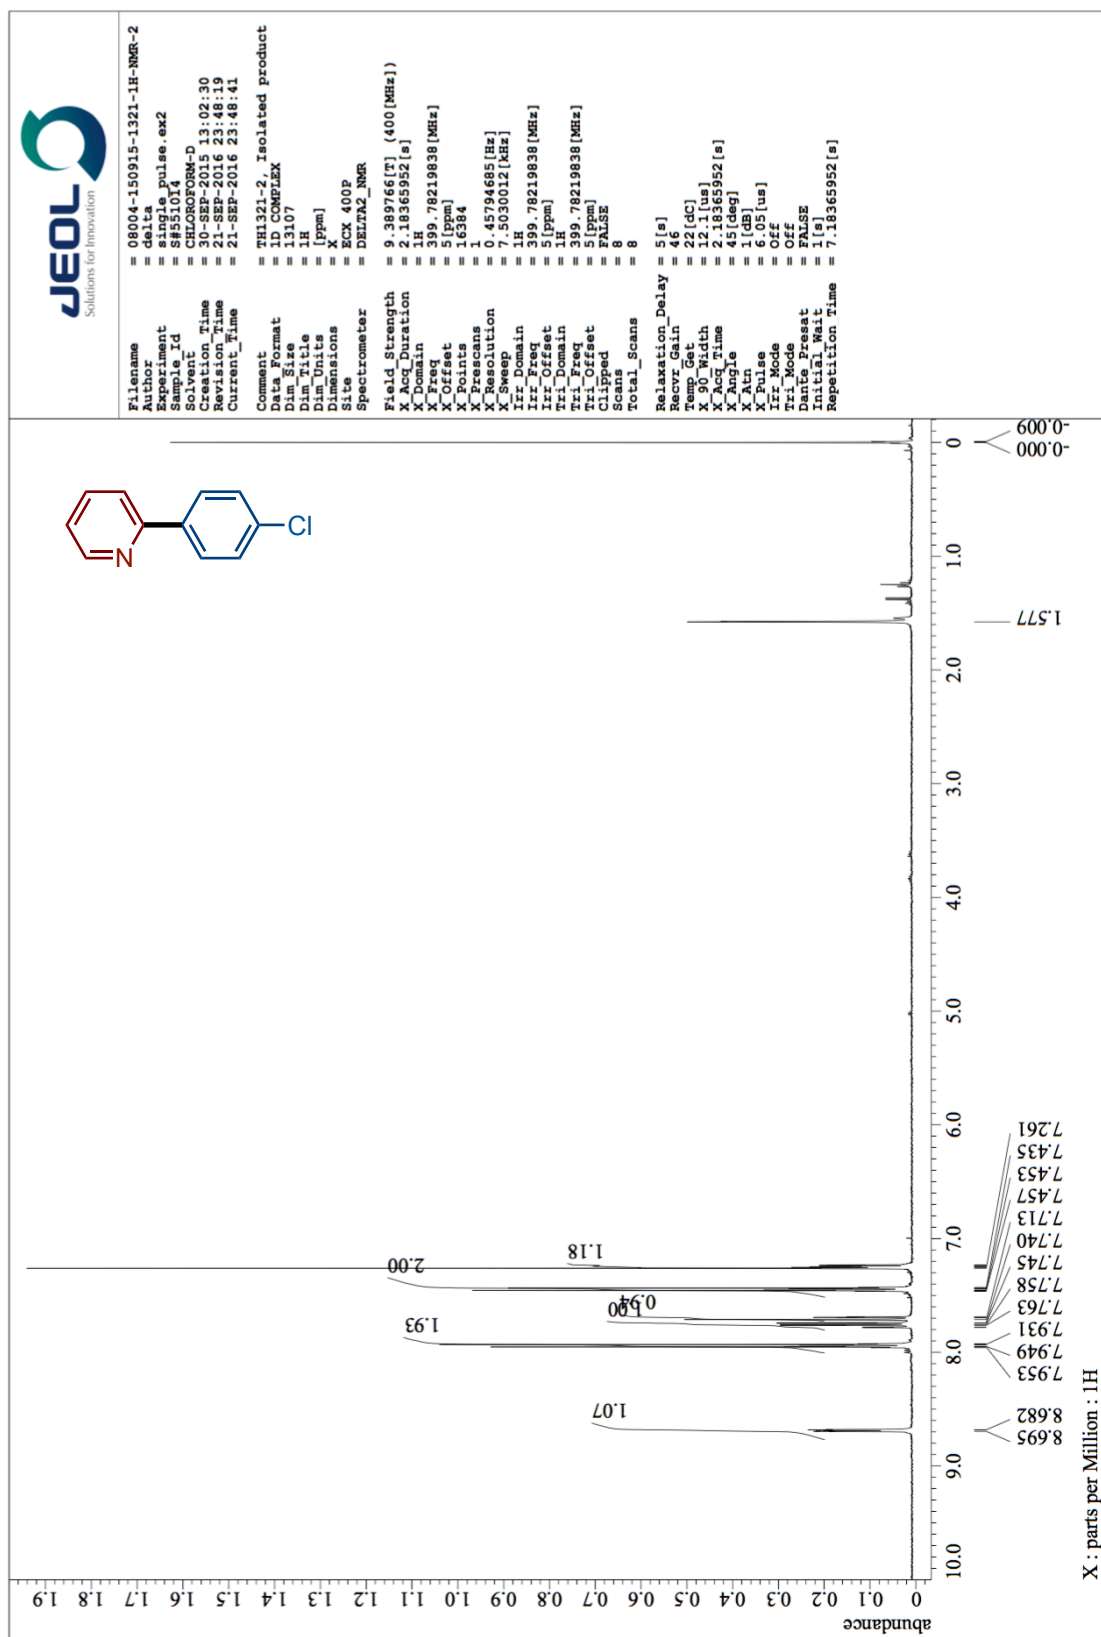 JEOL
Solutions for Innovation
Filename = 08004-150915-1321-1H-NMR-2
Author = delta
Experiment = single_pulse.ex2
Sample_Id = S#551014
Solvent = CHLOROFORM-D
Creation_Time = 30-SEP-2015 13:02:30
Revision_Time = 21-SEP-2016 23:48:19
Current_Time = 21-SEP-2016 23:48:41
Comment = TH1321-2, Isolated product
Data_Format = 1D COMPLEX
Dim_Size = 13107
Dim_Title = 1H
Dim_Units = [ppm]
Dimensions = X
Site = ECX 400P
Spectrometer = DELTA2_NMR
Field_Strength = 9.389766[T] (400[MHz])
X_Acq_Duration = 2.18365952[s]
X_Domain = 1H
X_Freq = 399.78219838[MHz]
X_Offset = 5[ppm]
X_Points = 16384
X_Prescans = 1
X_Resolution = 0.45794685[Hz]
X_Sweep = 7.5030012[kHz]
Irr_Domain = 1H
Irr_Freq = 399.78219838[MHz]
Irr_Offset = 5[ppm]
Tri_Domain = 1H
Tri_Freq = 399.78219838[MHz]
Tri_Offset = 5[ppm]
Clipped = FALSE
Scans = 8
Total_Scans = 8
Relaxation_Delay = 5[s]
Recvr_Gain = 46
Temp_Get = 22[dC]
X_90_Width = 12.1[us]
X_Acq_Time = 2.18365952[s]
X_Angle = 45[deg]
X_Atn = 1[dB]
X_Pulse = 6.05[us]
Irr_Mode = Off
Tri_Mode = Off
Dante_Presat = FALSE
Initial_Wait = 1[s]
Repetition_Time = 7.18365952[s]
N
Cl
abundance
0 0.1 0.2 0.3 0.4 0.5 0.6 0.7 0.8 0.9 1.0 1.1 1.2 1.3 1.4 1.5 1.6 1.7 1.8 1.9
1.07
1.93
1.00
0.94
2.00
1.18
10.0 9.0 8.0 7.0 6.0 5.0 4.0 3.0 2.0 1.0 0
8.695
8.682
7.953
7.949
7.931
7.763
7.758
7.745
7.740
7.713
7.457
7.453
7.435
7.261
1.577
-0.000
-0.009
X : parts per Million : 1H